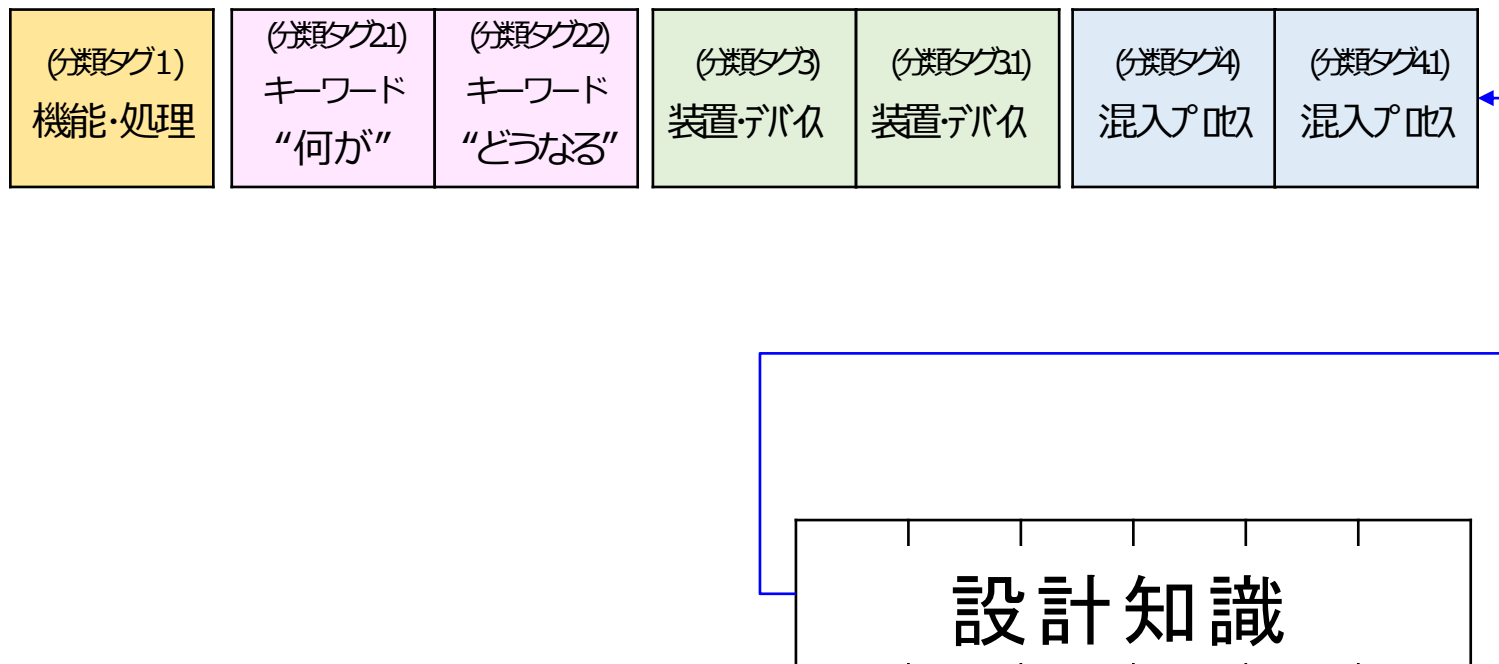 (分類タグ1)
機能・処理
(分類タグ2.1)
キーワード
“何が”
(分類タグ2.2)
キーワード
“どうなる”
(分類タグ3)
装置・デバイス
(分類タグ3.1)
装置・デバイス
(分類タグ4)
混入プロセス
(分類タグ4.1)
混入プロセス
設計知識